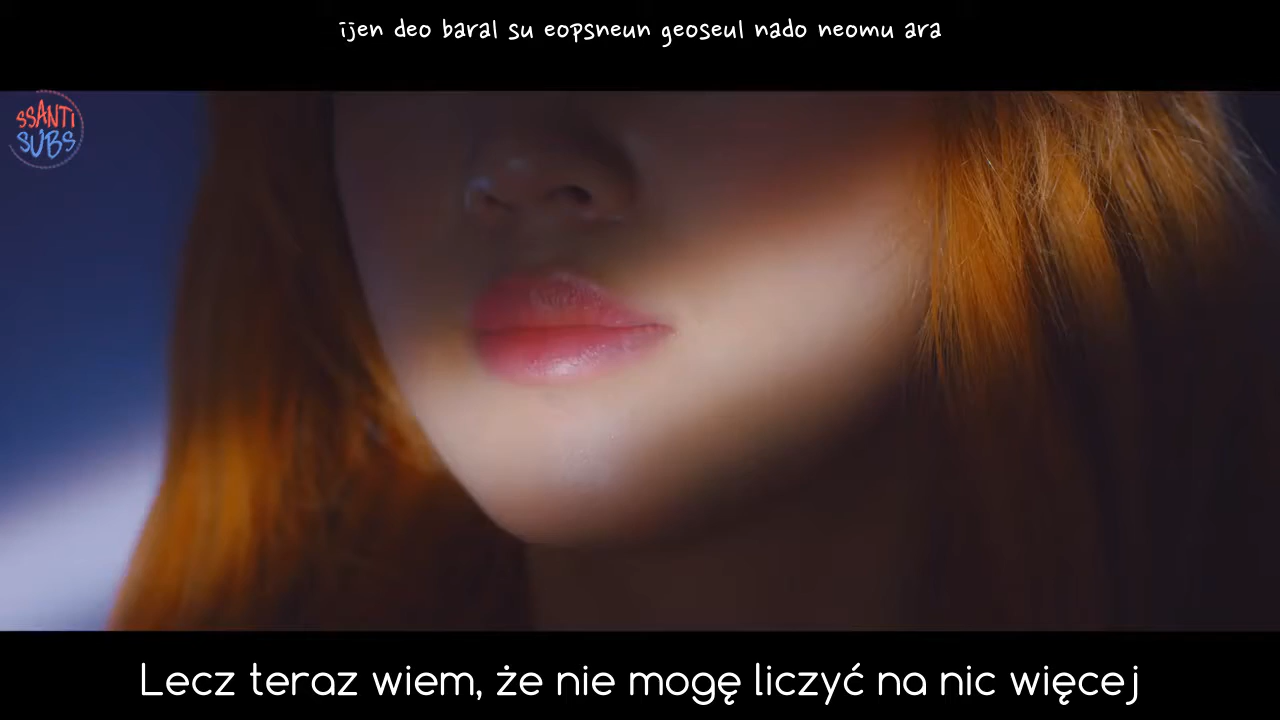 ijen deo baral su eopsneun geoseul nado neomu ara
SSANTI
SUBS
Lecz teraz wiem, że nie mogę liczyć na nic więcej